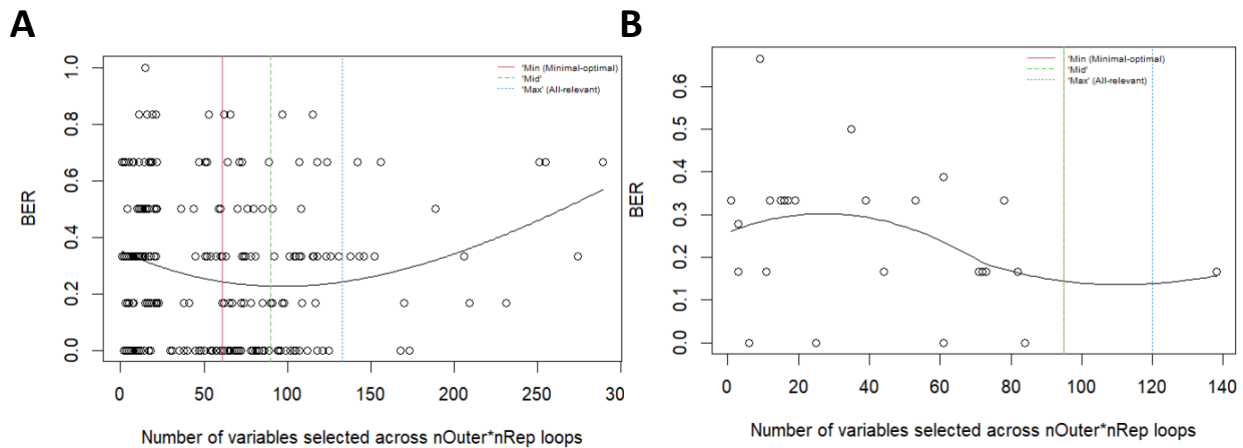 A
BER
1.0
0.8
0.6
0.4
0.2
0.0
'Min (Minimal-optimal)
'Mid'
'Max' (All-relevant)
0 50 100 150 200 250 30
Number of variables selected across nOuter*nRep loops
B
BER
0.6
0.5
0.4
0.3
0.2
0.1
0.0
'Min (Minimal-optimal)
'Mid'
'Max' (All-relevant)
0 20 40 60 80 100 120 140
Number of variables selected across nOuter*nRep loops